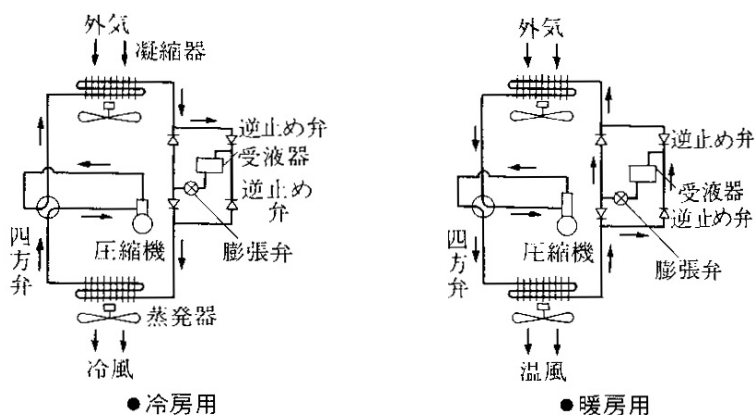 外気
凝縮器
逆止め弁
受液器
逆止め弁
四方弁
圧縮機
膨張弁
蒸発器
冷風
●冷房用
外気
逆止め弁
受液器
逆止め弁
四方弁
圧縮機
膨張弁
温風
●暖房用